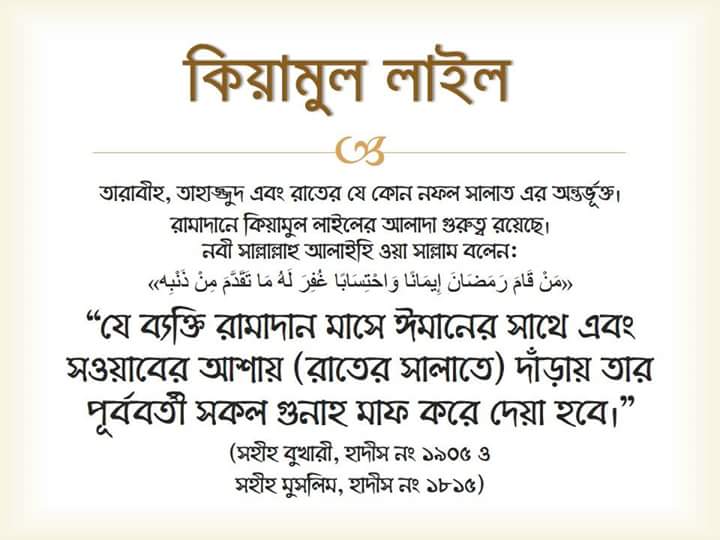 কিয়ামুল লাইল
তারাবীহ, তাহাজ্জুদ এবং রাতের যে কোন নফল সালাত এর অন্তর্ভূক্ত।
রামাদানে কিয়ামুল লাইলের আলাদা গুরুত্ব রয়েছে।
নবী সাল্লাল্লাহু আলাইহি ওয়া সাল্লাম বলেন:
«مَنْ قَامَ رَمَضَانَ إِيمَانًا وَاحْتِسَابًا غُفِرَ لَهُ مَا تَقَدَّمَ مِنْ ذَنْبِه»
“যে ব্যক্তি রামাদান মাসে ঈমানের সাথে এবং
সওয়াবের আশায় (রাতের সালাতে) দাঁড়ায় তার
পূর্ববর্তী সকল গুনাহ মাফ করে দেয়া হবে।”
(সহীহ বুখারী, হাদীস নং ১৯০৫ ও
সহীহ মুসলিম, হাদীস নং ১৮১৫)